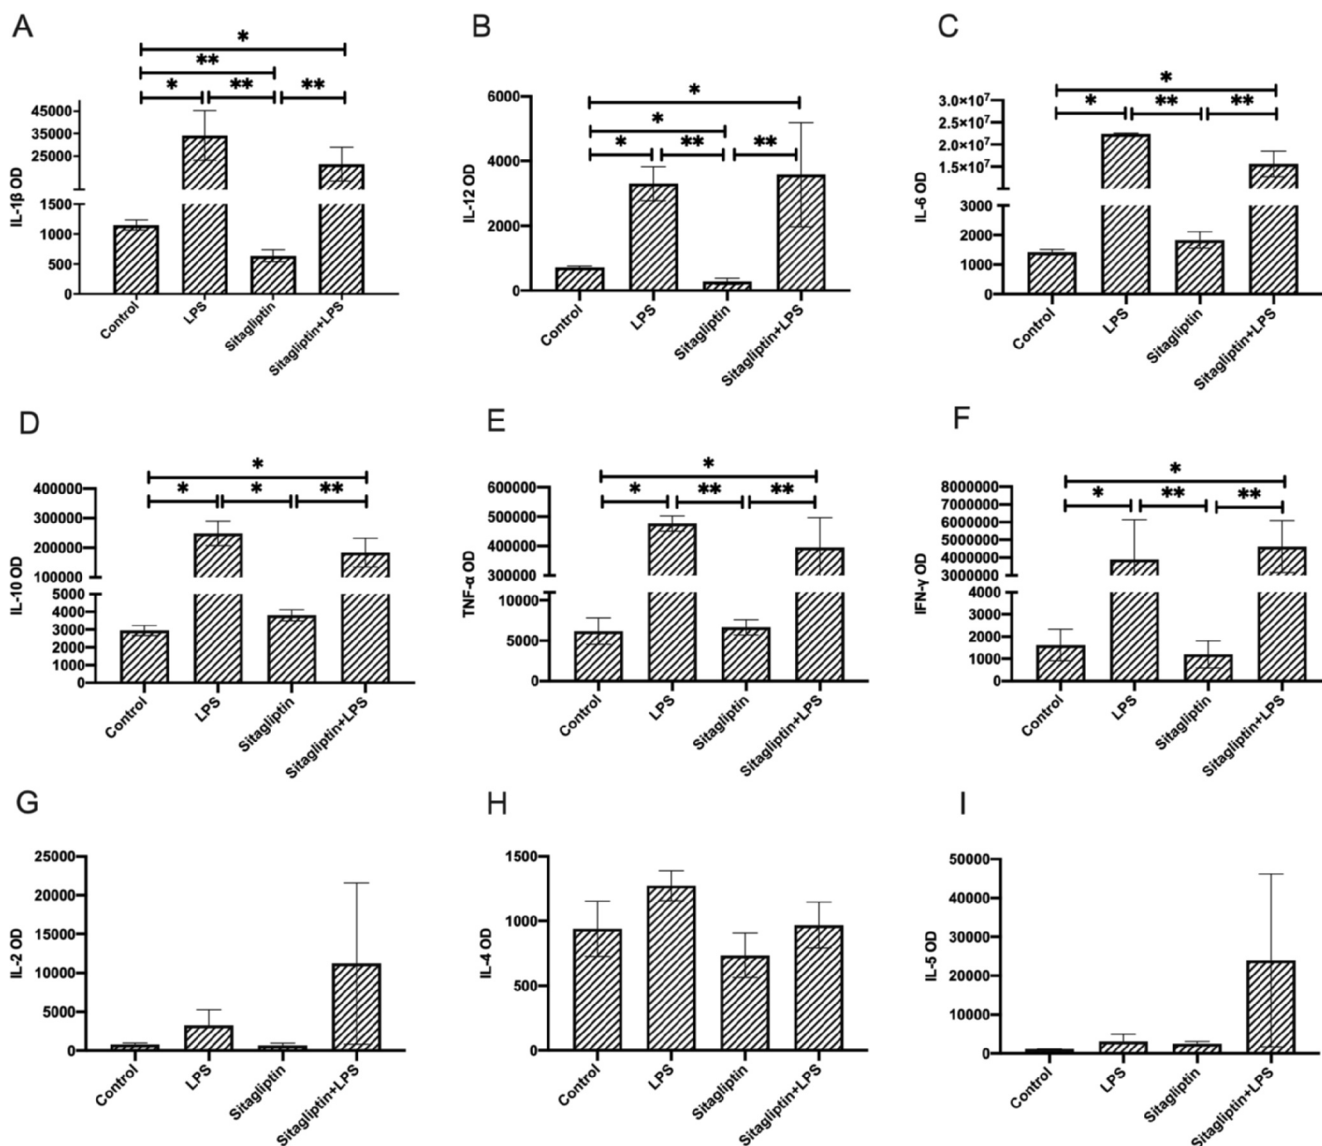 A
*
**
* ** **
45000
35000
25000
1500
1000
500
0
IL-1β OD
Control LPS Sitagliptin Sitagliptin+LPS
B
*
*
* ** **
6000
4000
2000
0
IL-12 OD
Control LPS Sitagliptin Sitagliptin+LPS
C
*
* ** **
3.0×10⁷
2.5×10⁷
2.0×10⁷
1.5×10⁷
3000
2000
1000
0
IL-6 OD
Control LPS Sitagliptin Sitagliptin+LPS
D
*
* * **
400000
300000
200000
100000
5000
4000
3000
2000
1000
0
IL-10 OD
Control LPS Sitagliptin Sitagliptin+LPS
E
*
* ** **
600000
500000
400000
300000
10000
5000
0
TNF-α OD
Control LPS Sitagliptin Sitagliptin+LPS
F
*
* ** **
8000000
7000000
6000000
5000000
4000000
3000000
4000
3000
2000
1000
0
IFN-γ OD
Control LPS Sitagliptin Sitagliptin+LPS
G
25000
20000
15000
10000
5000
0
IL-2 OD
Control LPS Sitagliptin Sitagliptin+LPS
H
1500
1000
500
0
IL-4 OD
Control LPS Sitagliptin Sitagliptin+LPS
I
50000
40000
30000
20000
10000
0
IL-5 OD
Control LPS Sitagliptin Sitagliptin+LPS